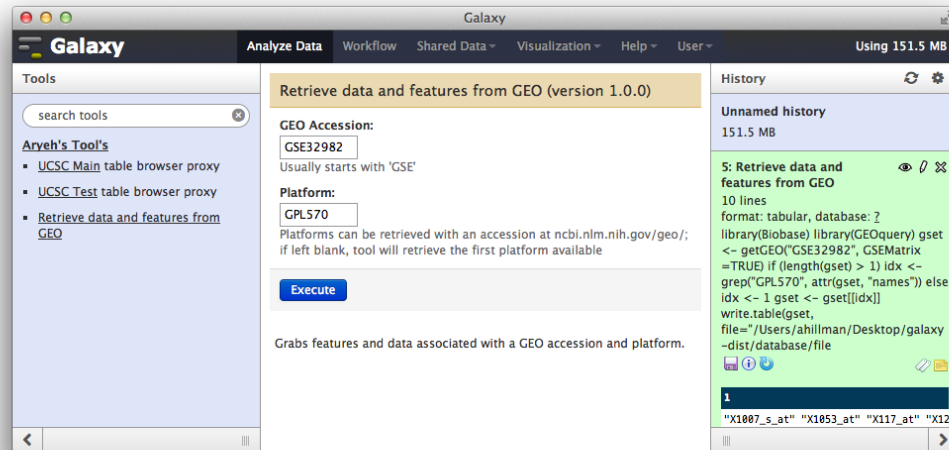 Galaxy
Galaxy
Analyze Data
Workflow
Shared Data
Visualization
Help
User
Using 151.5 MB
Tools
search tools
Aryeh's Tool's
UCSC Main table browser proxy
UCSC Test table browser proxy
Retrieve data and features from
GEO
Retrieve data and features from GEO (version 1.0.0)
GEO Accession:
GSE32982
Usually starts with 'GSE'
Platform:
GPL570
Platforms can be retrieved with an accession at ncbi.nlm.nih.gov/geo/;
if left blank, tool will retrieve the first platform available
Execute
Grabs features and data associated with a GEO accession and platform.
History
Unnamed history
151.5 MB
5: Retrieve data and
features from GEO
10 lines
format: tabular, database: ?
library(Biobase) library(GEOquery) gset
<- getGEO("GSE32982", GSEMatrix
=TRUE) if (length(gset) > 1) idx <-
grep("GPL570", attr(gset, "names")) else
idx <- 1 gset <- gset[[idx]]
write.table(gset,
file="/Users/ahillman/Desktop/galaxy
-dist/database/file
1
"X1007_s_at" "X1053_at" "X117_at" "X12